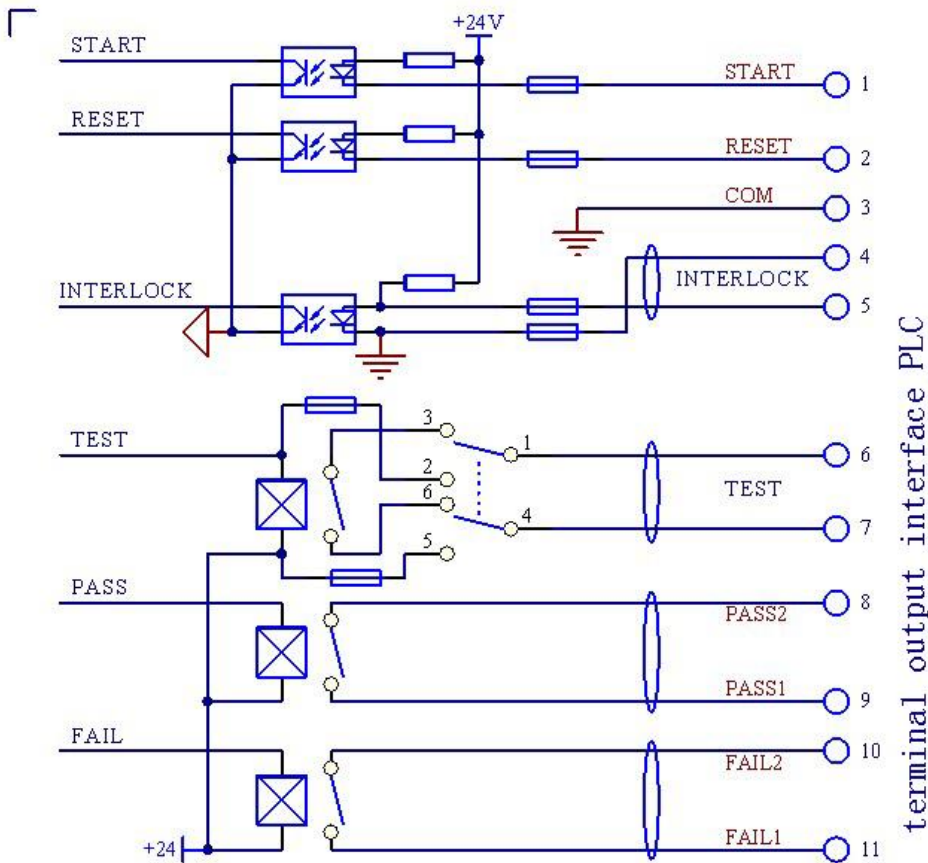 +24V
START
START 1
RESET
RESET 2
COM 3
4
INTERLOCK
INTERLOCK
5
3
TEST
1
6
2
6
TEST
4
7
5
PASS
8
PASS2
PASS1
9
FAIL
10
FAIL2
+24
FAIL1
11
terminal output interface PLC